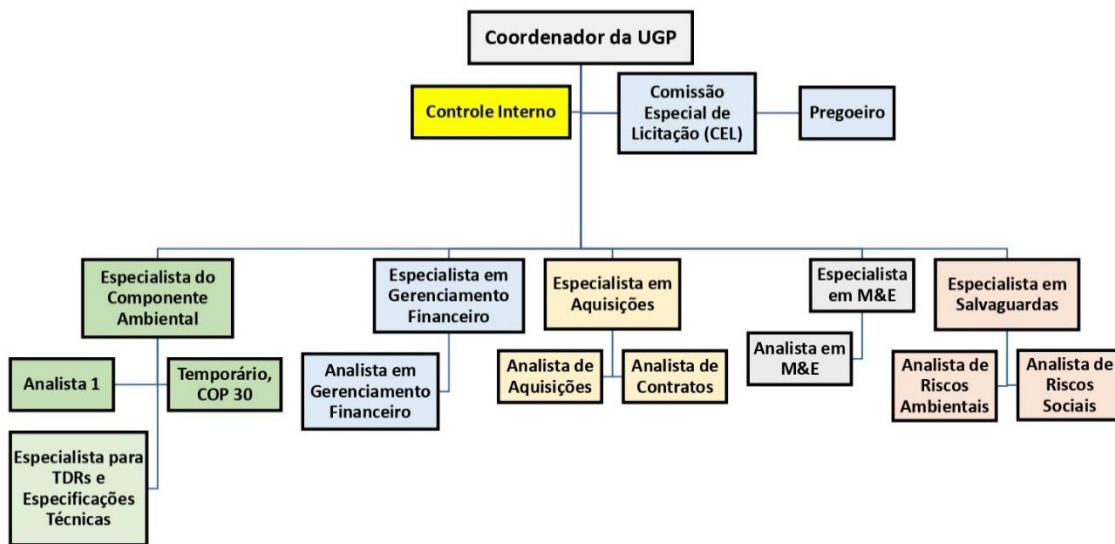 Coordenador da UGP
Controle Interno
Comissão
Especial de
Licitação (CEL)
Pregoeiro
Especialista do
Componente
Ambiental
Especialista em
Gerenciamento
Financeiro
Especialista
em Aquisições
Especialista
em M&E
Especialista
em Salvaguardas
Analista 1
Temporário,
COP 30
Analista em
Gerenciamento
Financeiro
Analista de
Aquisições
Analista de
Contratos
Analista em
M&E
Analista de
Riscos
Ambientais
Analista de
Riscos
Sociais
Especialista para
TDRs e
Especificações
Técnicas